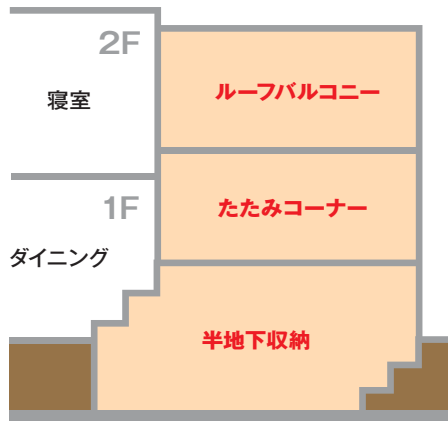 2F
寝室
ルーフバルコニー
1F
たたみコーナー
ダイニング
半地下収納